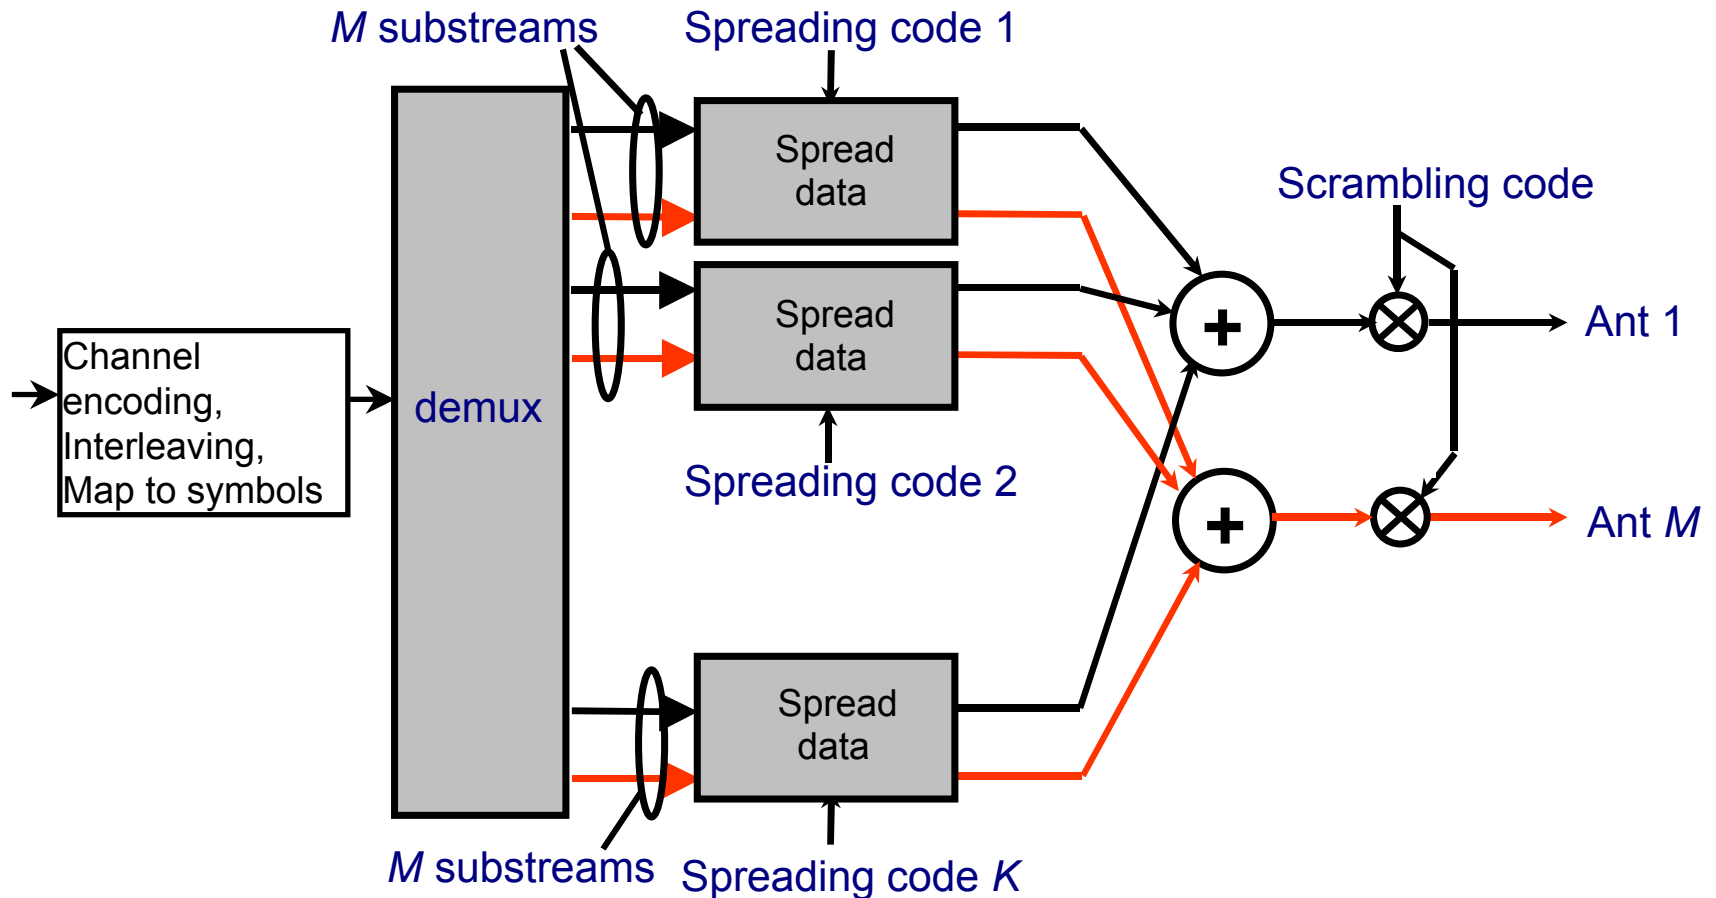 M substreams
Spreading code 1
Spread
data
Scrambling code
Spread
data
Ant 1
Channel
encoding,
Interleaving,
Map to symbols
demux
+
Spreading code 2
+
Ant M
Spread
data
M substreams
Spreading code K